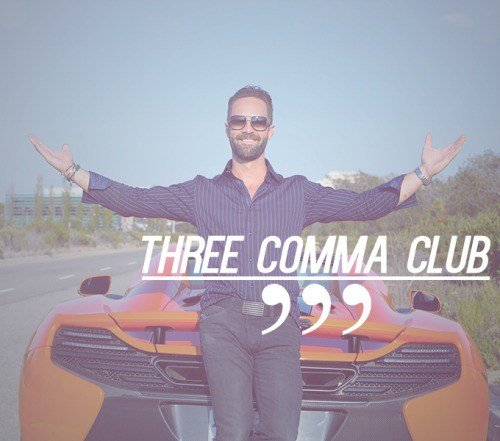 THREE COMMA CLUB
,,,